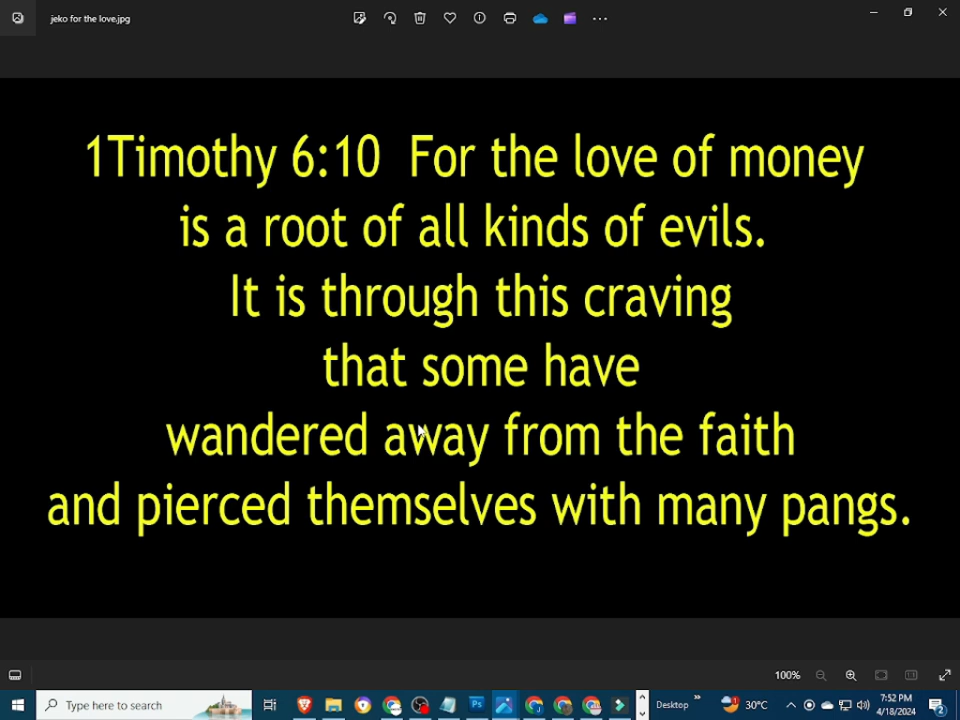 jeko for the love.jpg
1Timothy 6:10 For the love of money
is a root of all kinds of evils.
It is through this craving
that some have
wandered away from the faith
and pierced themselves with many pangs.
100%
Type here to search
Desktop
30°C
7:52 PM
4/18/2024
2